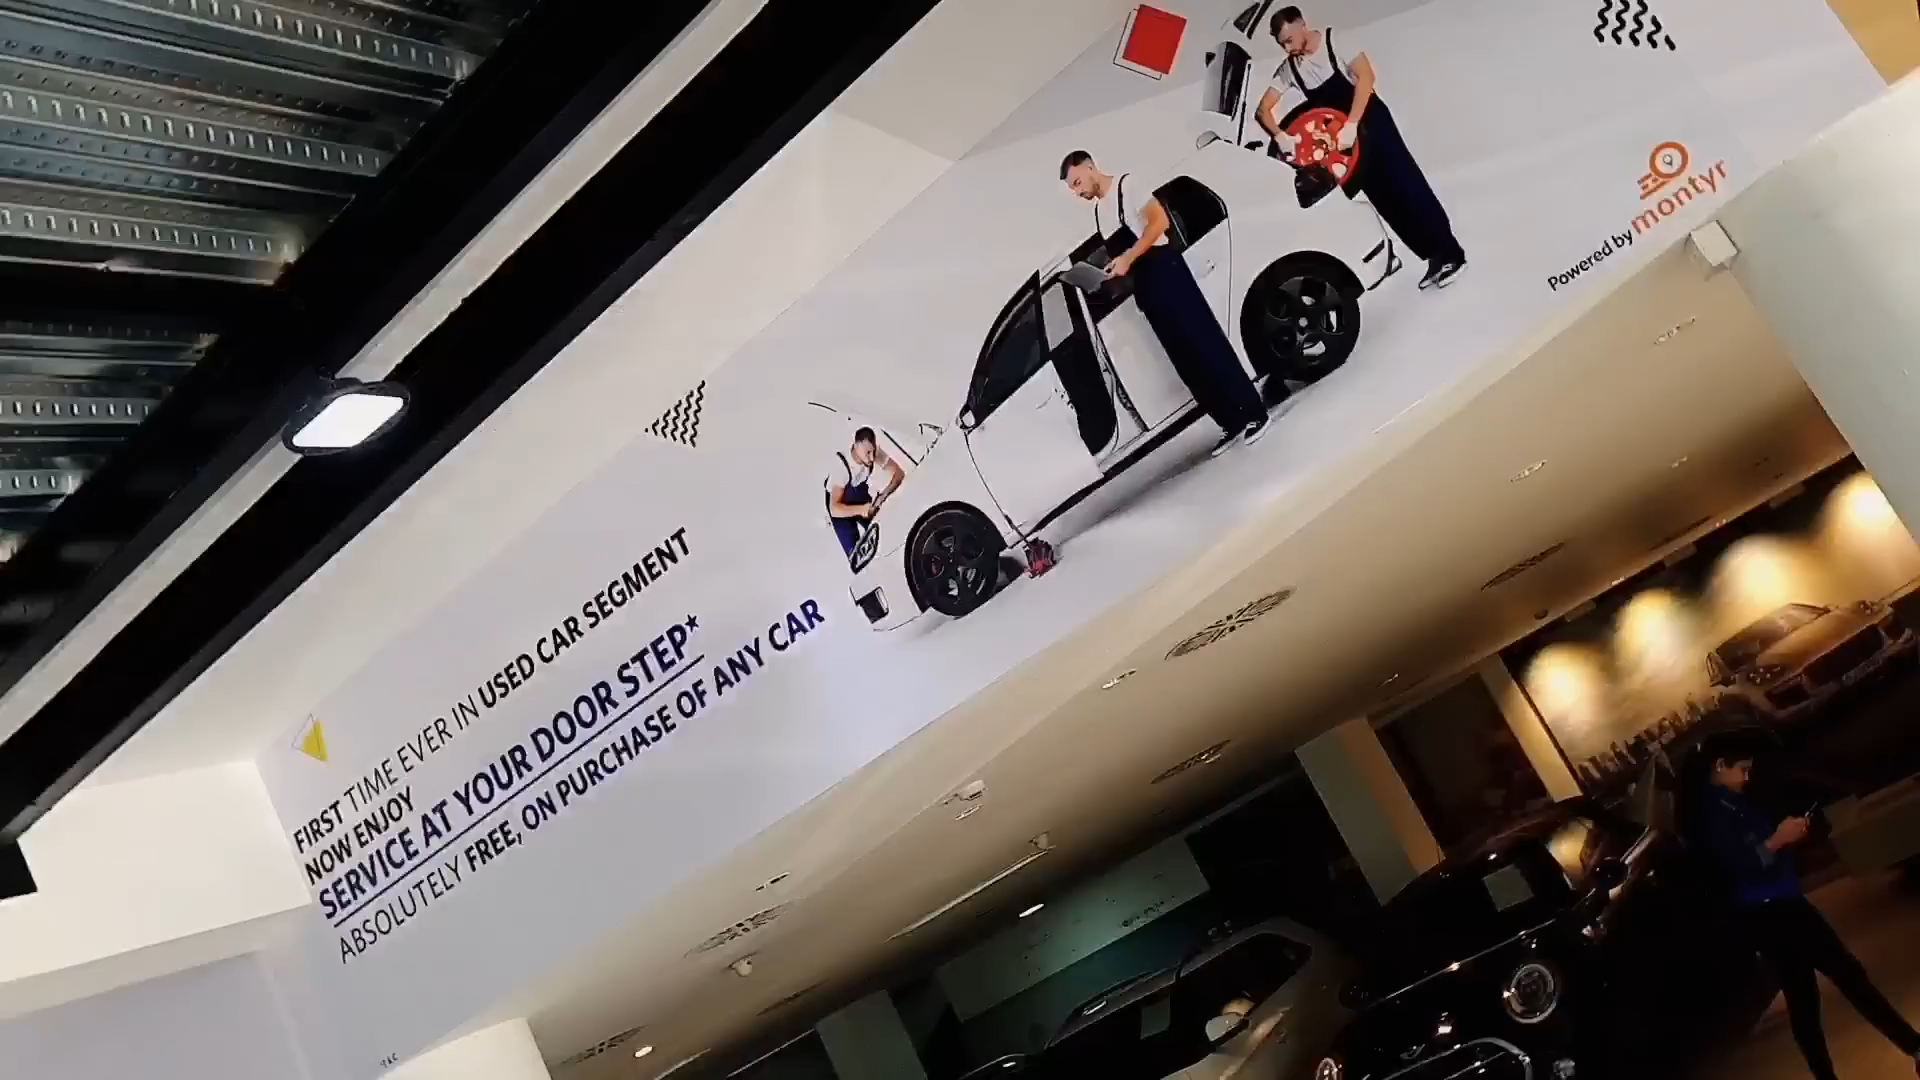 FIRST TIME EVER IN USED CAR SEGMENT
NOW ENJOY
SERVICE AT YOUR DOOR STEP*
ABSOLUTELY FREE, ON PURCHASE OF ANY CAR
Powered by montyr